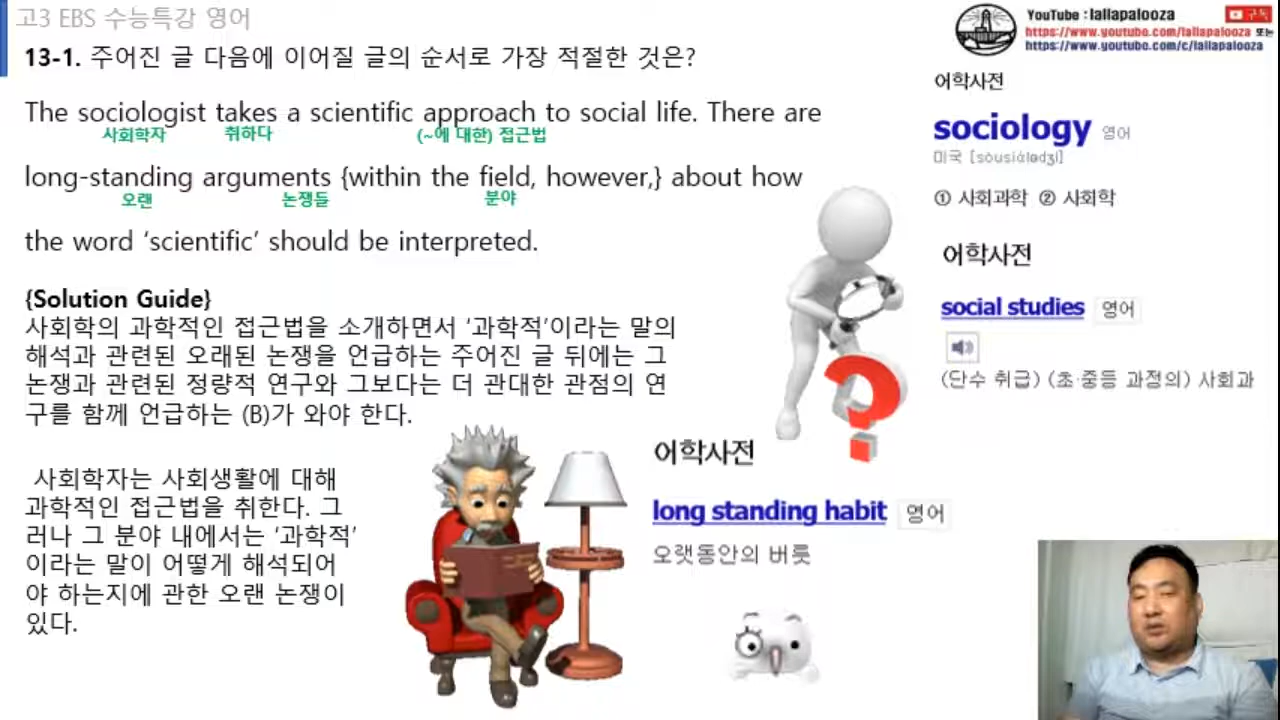 고3 EBS 수능특강 영어
13-1. 주어진 글 다음에 이어질 글의 순서로 가장 적절한 것은?
The sociologist takes a scientific approach to social life. There are
사회학자 취하다 (~에 대한) 접근법
long-standing arguments {within the field, however,} about how
오랜 논쟁들 분야
the word ‘scientific’ should be interpreted.
{Solution Guide}
사회학의 과학적인 접근법을 소개하면서 ‘과학적’이라는 말의
해석과 관련된 오래된 논쟁을 언급하는 주어진 글 뒤에는 그
논쟁과 관련된 정량적 연구와 그보다는 더 관대한 관점의 연
구를 함께 언급하는 (B)가 와야 한다.
사회학자는 사회생활에 대해
과학적인 접근법을 취한다. 그
러나 그 분야 내에서는 ‘과학적’
이라는 말이 어떻게 해석되어
야 하는지에 관한 오랜 논쟁이
있다.
YouTube : lallapalooza
구독
https://www.youtube.com/lallapalooza 또는
https://www.youtube.com/c/lallapalooza
어학사전
sociology 영어
미국 [sòusiάlədʒi]
① 사회과학 ② 사회학
어학사전
social studies 영어
(단수 취급) (초·중등 과정의) 사회과
어학사전
long standing habit 영어
오랫동안의 버릇